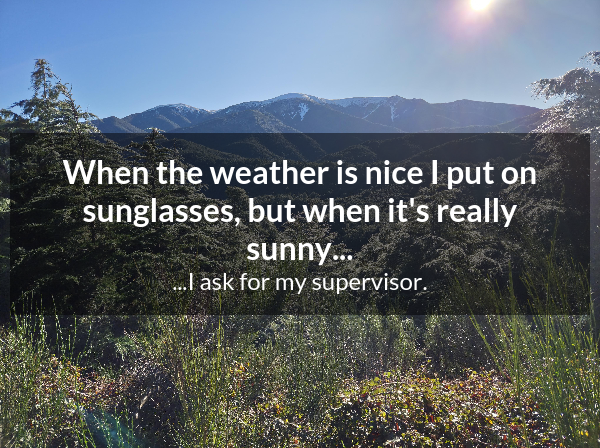 When the weather is nice I put on
sunglasses, but when it's really
sunny...
...I ask for my supervisor.